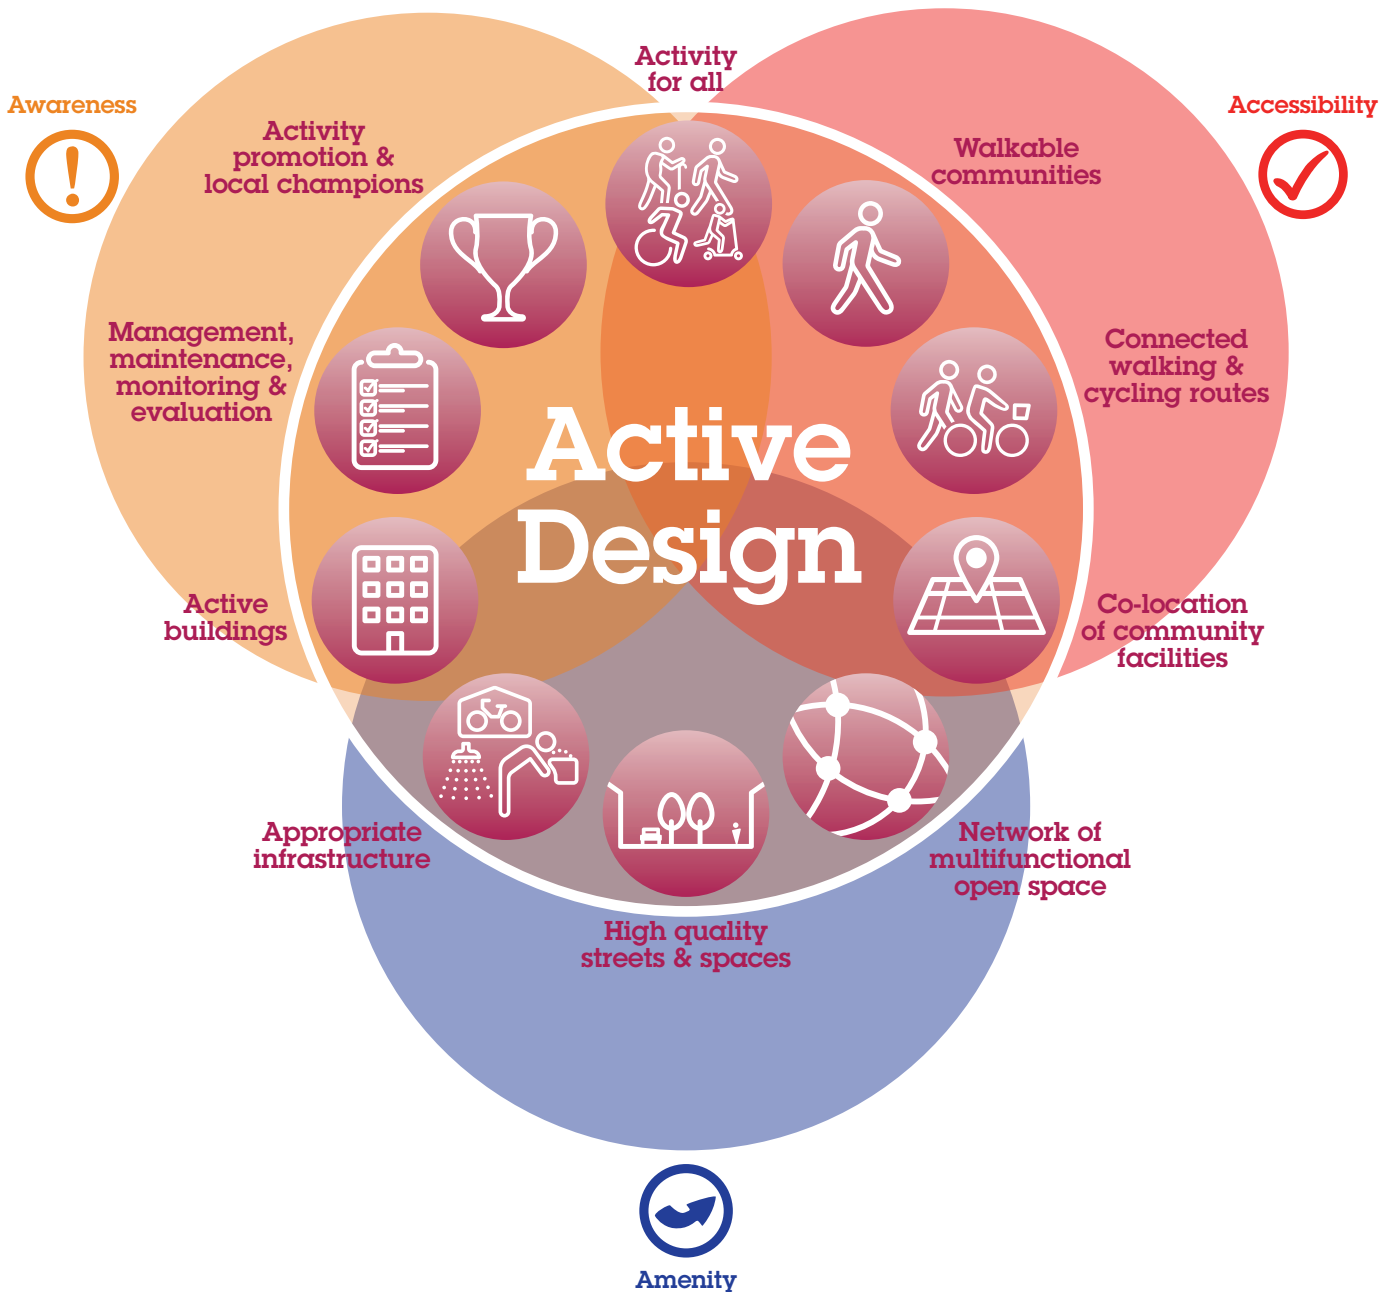 Activity
for all
Awareness
Accessibility
Activity
promotion &
local champions
Walkable
communities
Management,
maintenance,
monitoring &
evaluation
Connected
walking &
cycling routes
Active
Design
Active
buildings
Co-location
of community
facilities
Appropriate
infrastructure
Network of
multifunctional
open space
High quality
streets & spaces
Amenity